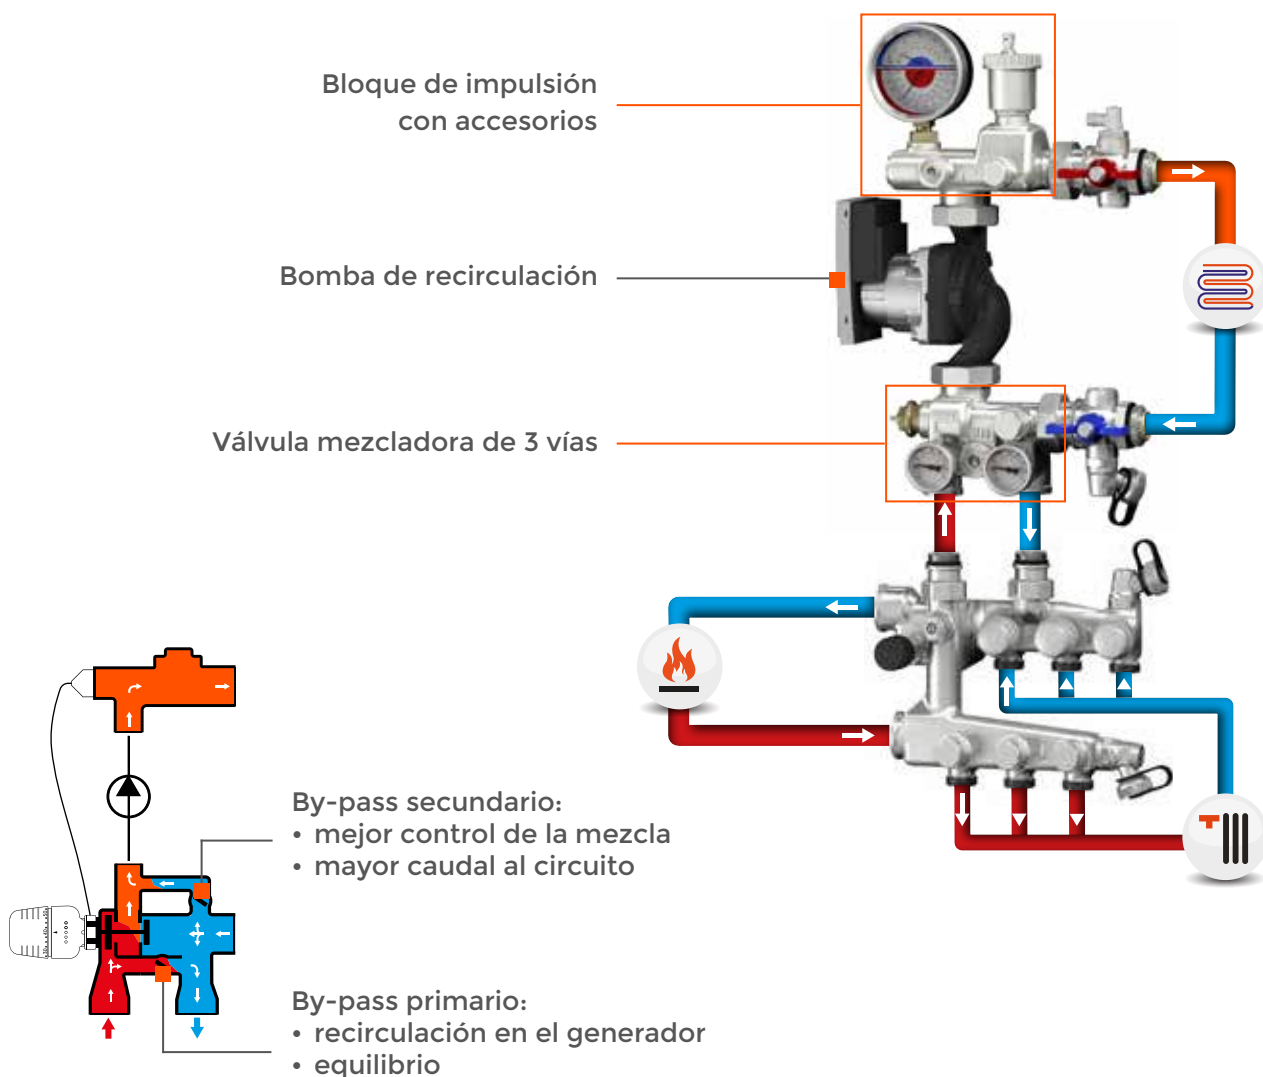 Bloque de impulsión
con accesorios
Bomba de recirculación
Válvula mezcladora de 3 vías
By-pass secundario:
• mejor control de la mezcla
• mayor caudal al circuito
By-pass primario:
• recirculación en el generador
• equilibrio